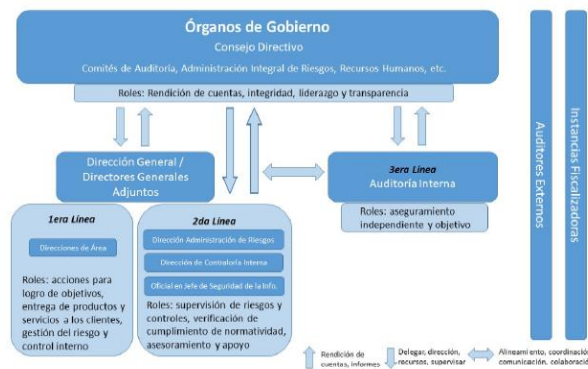 Órganos de Gobierno
Consejo Directivo
Comités de Auditoría, Administración Integral de Riesgos, Recursos Humanos, etc.
Roles: Rendición de cuentas, integridad, liderazgo y transparencia
Dirección General /
Directores Generales
Adjuntos
3era Línea
Auditoría Interna
Roles: aseguramiento
independiente y objetivo
1era Línea
Direcciones de Área
Roles: acciones para
logro de objetivos,
entrega de productos y
servicios a los clientes,
gestión del riesgo y
control interno
2da Línea
Dirección Administración de Riesgos
Dirección de Contraloría Interna
Oficial en Jefe de Seguridad de la Info.
Roles: supervisión de riesgos y
controles, verificación de
cumplimiento de normatividad,
asesoramiento y apoyo
Auditores Externos
Instancias Fiscalizadoras
Rendición de
cuentas, informes
Delegar, dirección,
recursos, supervisar
Alineamiento, coordinación
comunicación, colaboració